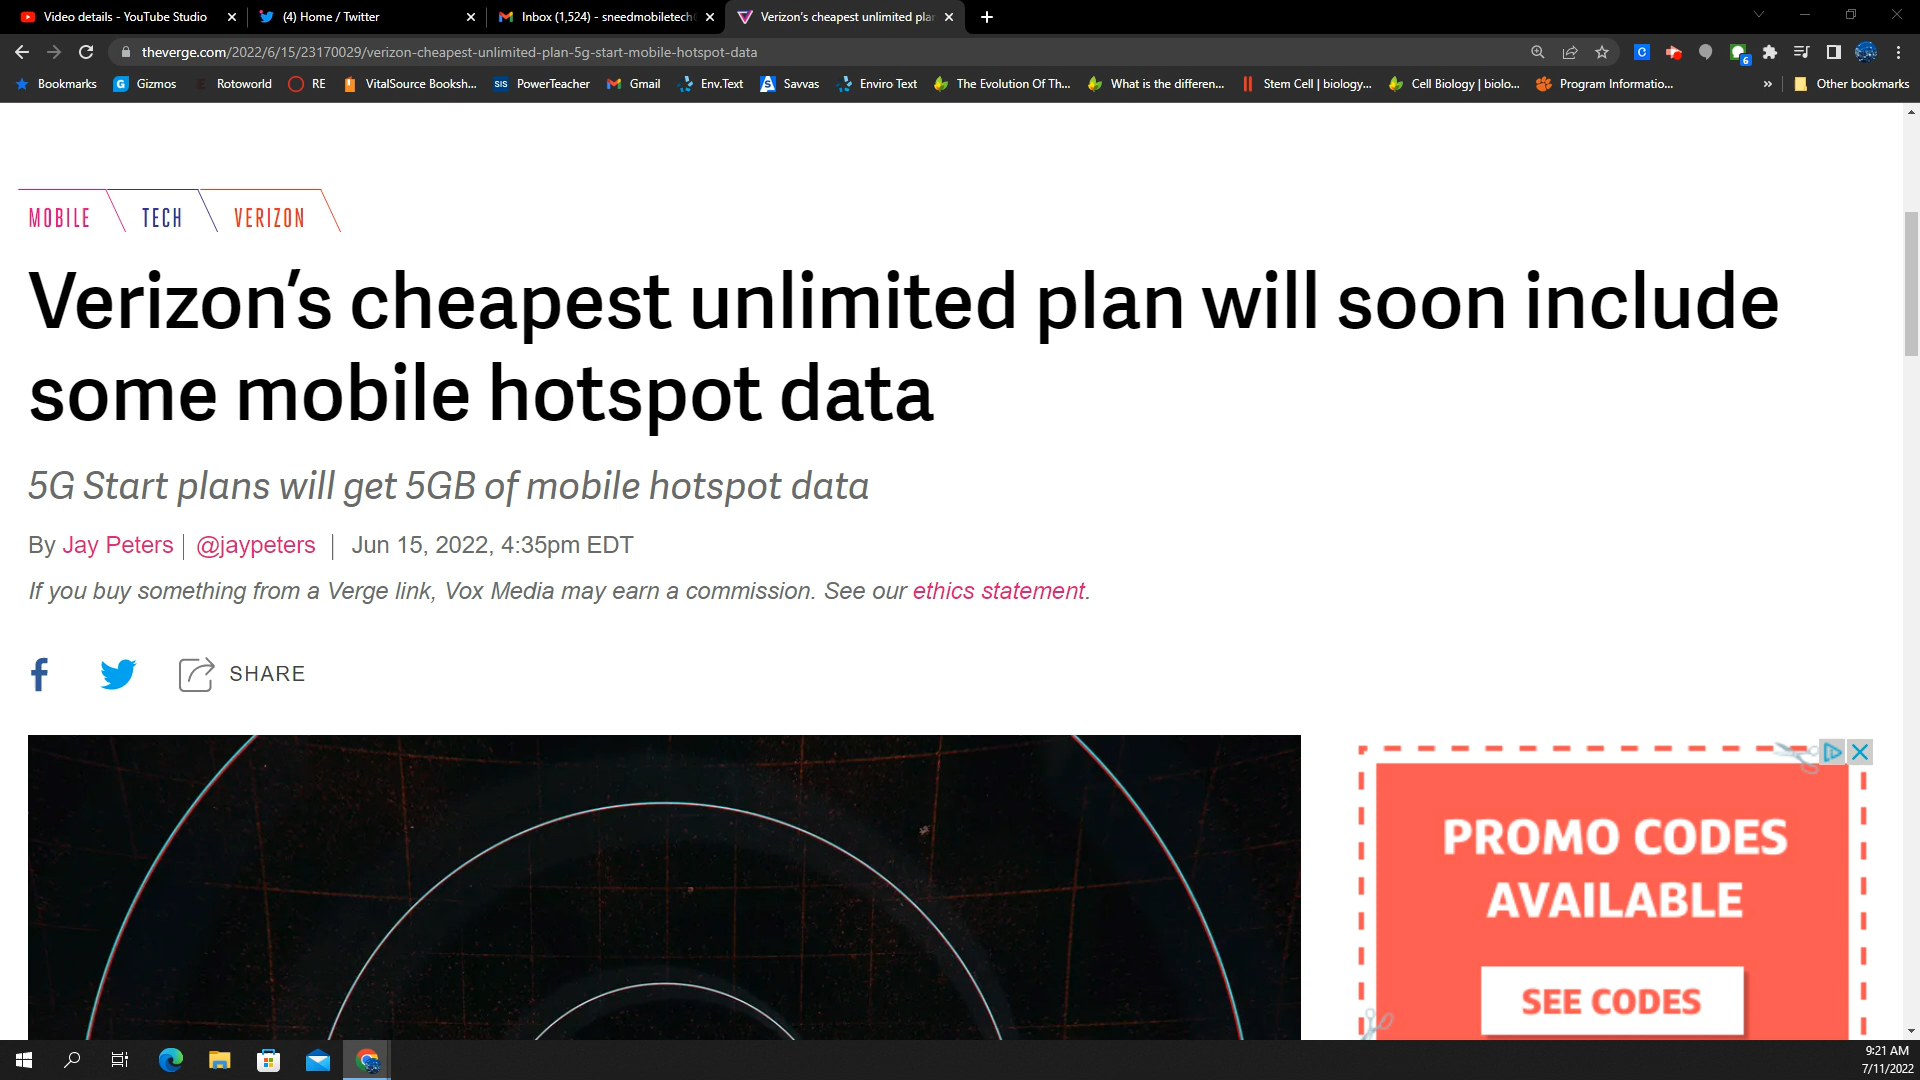 Video details - YouTube Studio
(4) Home / Twitter
Inbox (1,524) - sneedmobiletech
Verizon's cheapest unlimited plan
theverge.com/2022/6/15/23170029/verizon-cheapest-unlimited-plan-5g-start-mobile-hotspot-data
6
Bookmarks
Gizmos
Rotoworld
RE
VitalSource Booksh...
SIS PowerTeacher
Gmail
Env.Text
Savvas
Enviro Text
The Evolution Of Th...
What is the differen...
Stem Cell | biology...
Cell Biology | biolo...
Program Informatio...
»
Other bookmarks
MOBILE
TECH
VERIZON
Verizon's cheapest unlimited plan will soon include
some mobile hotspot data
5G Start plans will get 5GB of mobile hotspot data
By Jay Peters | @jaypeters | Jun 15, 2022, 4:35pm EDT
If you buy something from a Verge link, Vox Media may earn a commission. See our ethics statement.
SHARE
PROMO CODES
AVAILABLE
SEE CODES
9:21 AM
7/11/2022